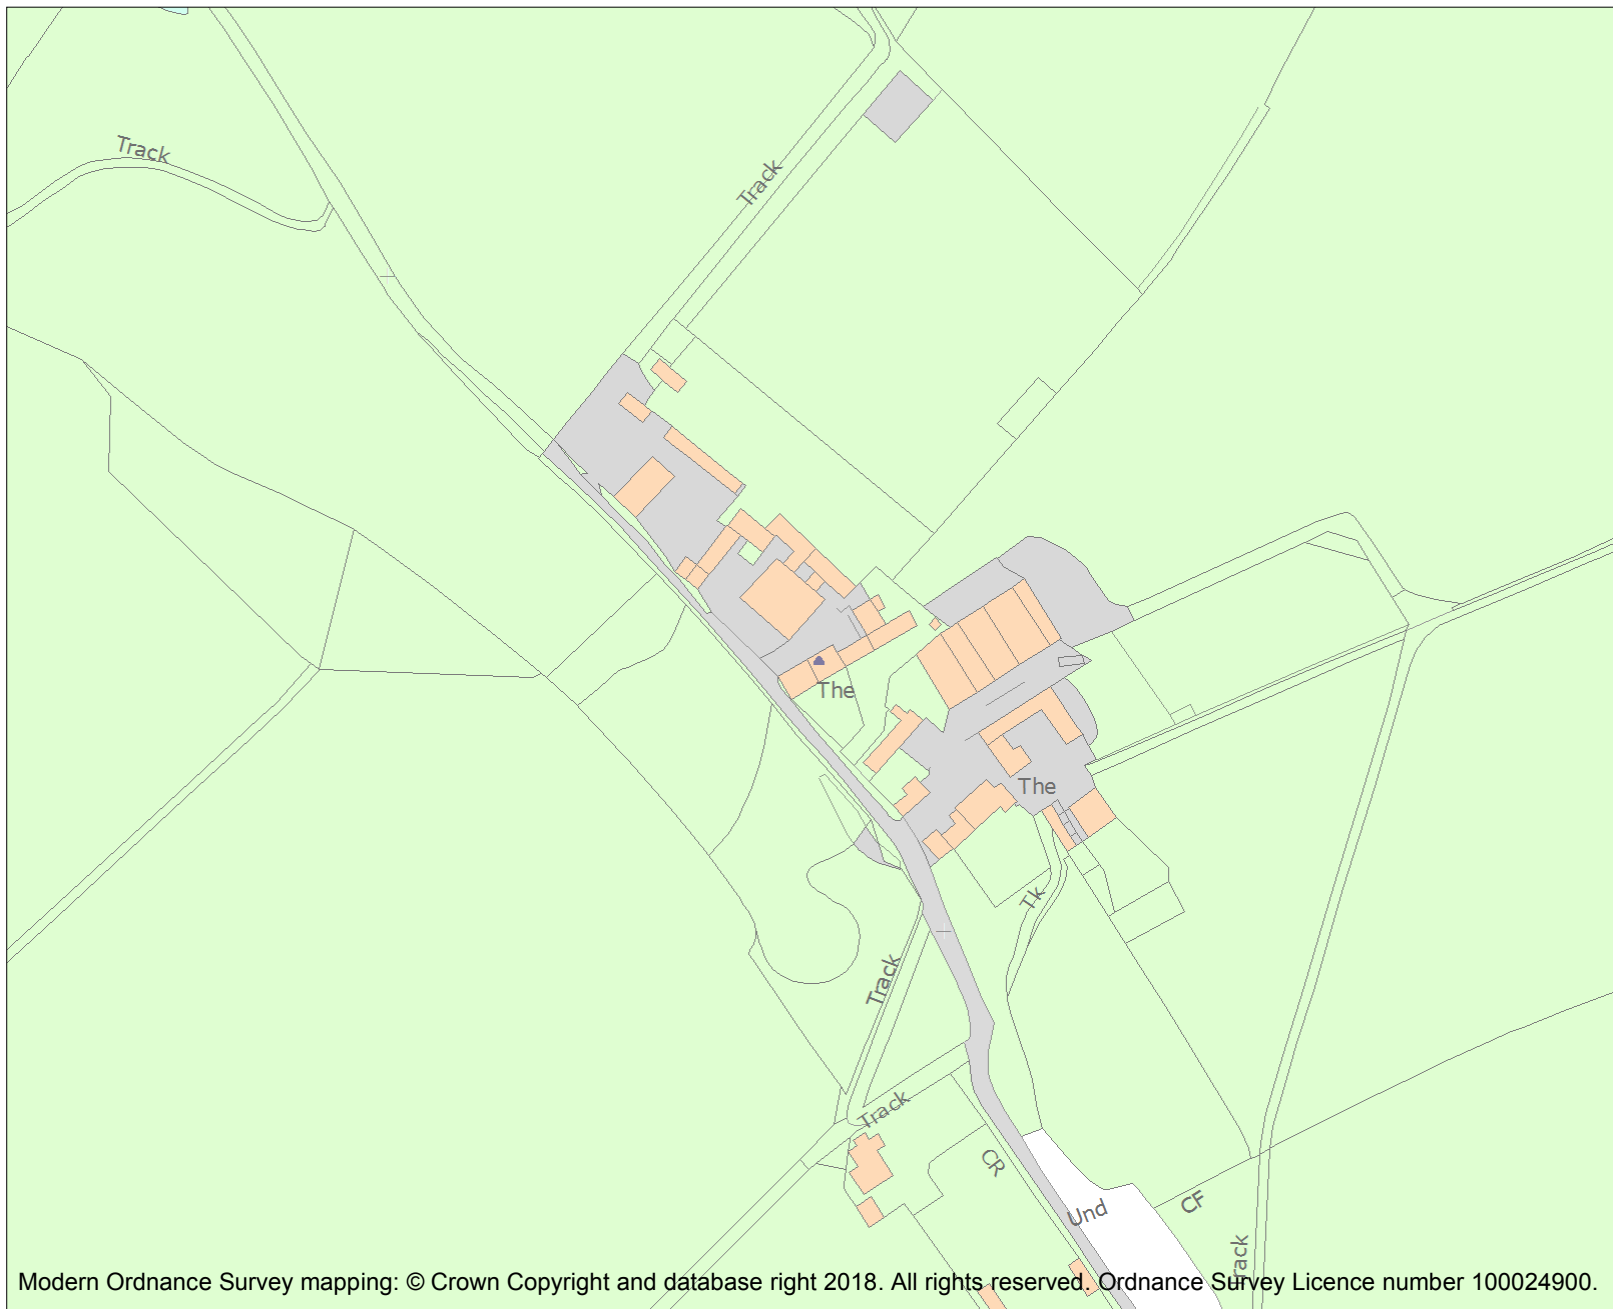 Track
Track
The
The
Tk
Track
Track
CR
CF
Und
Track
Modern Ordnance Survey mapping: © Crown Copyright and database right 2018. All rights reserved. Ordnance Survey Licence number 100024900.